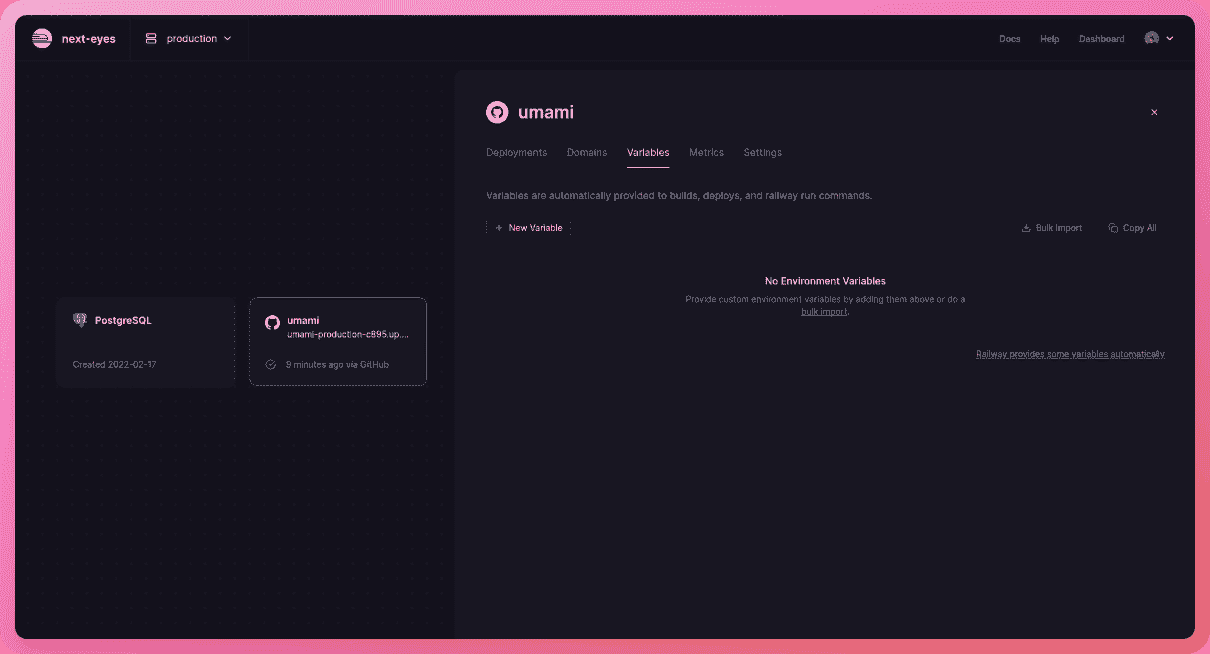 next-eyes
production
Docs
Help
Dashboard
umami
Deployments
Domains
Variables
Metrics
Settings
Variables are automatically provided to builds, deploys, and railway run commands.
+ New Variable
Bulk Import
Copy All
No Environment Variables
Provide custom environment variables by adding them above or do a
bulk import.
Railway provides some variables automatically
PostgreSQL
Created 2022-02-17
umami
umami-production-c895.up....
9 minutes ago via GitHub